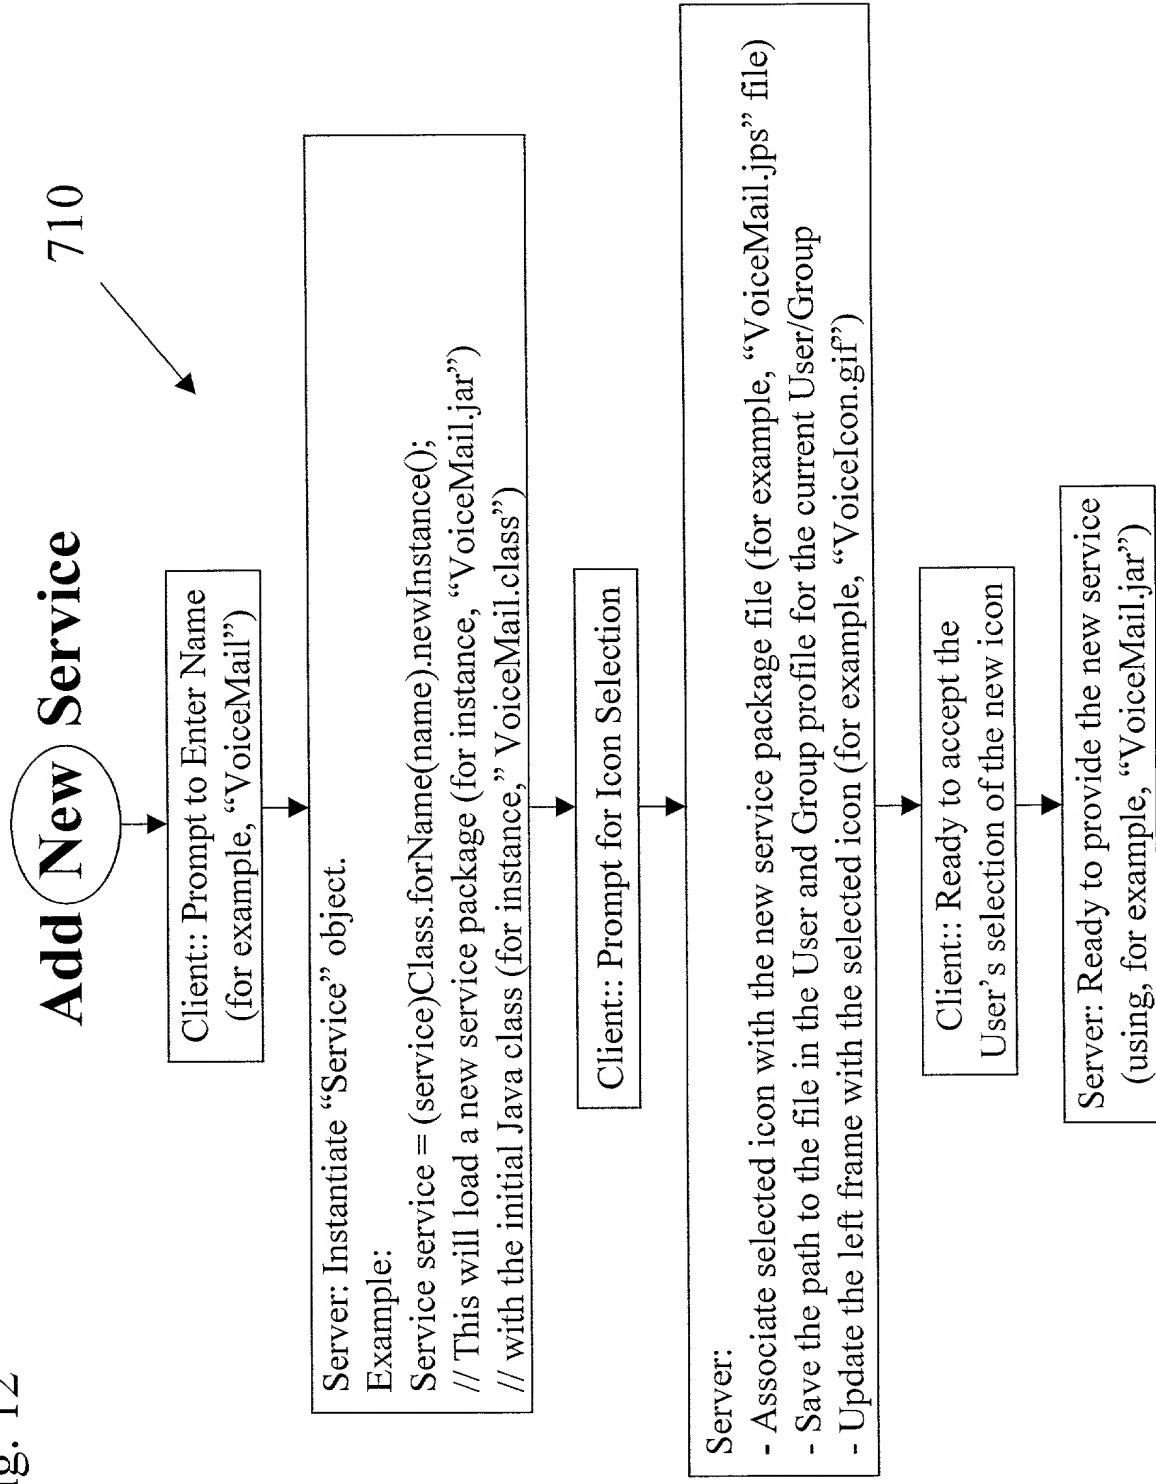 g. 12
Add New Service
710
Client:: Prompt to Enter Name
(for example, “VoiceMail”)
Server: Instantiate “Service” object.
Example:
Service service = (service)Class.forName(name).newInstance();
// This will load a new service package (for instance, “VoiceMail.jar”)
// with the initial Java class (for instance,” VoiceMail.class”)
Client:: Prompt for Icon Selection
Server:
- Associate selected icon with the new service package file (for example, “VoiceMail.jps” file)
- Save the path to the file in the User and Group profile for the current User/Group
- Update the left frame with the selected icon (for example, “VoiceIcon.gif”)
Client:: Ready to accept the
User’s selection of the new icon
Server: Ready to provide the new service
(using, for example, “VoiceMail.jar”)